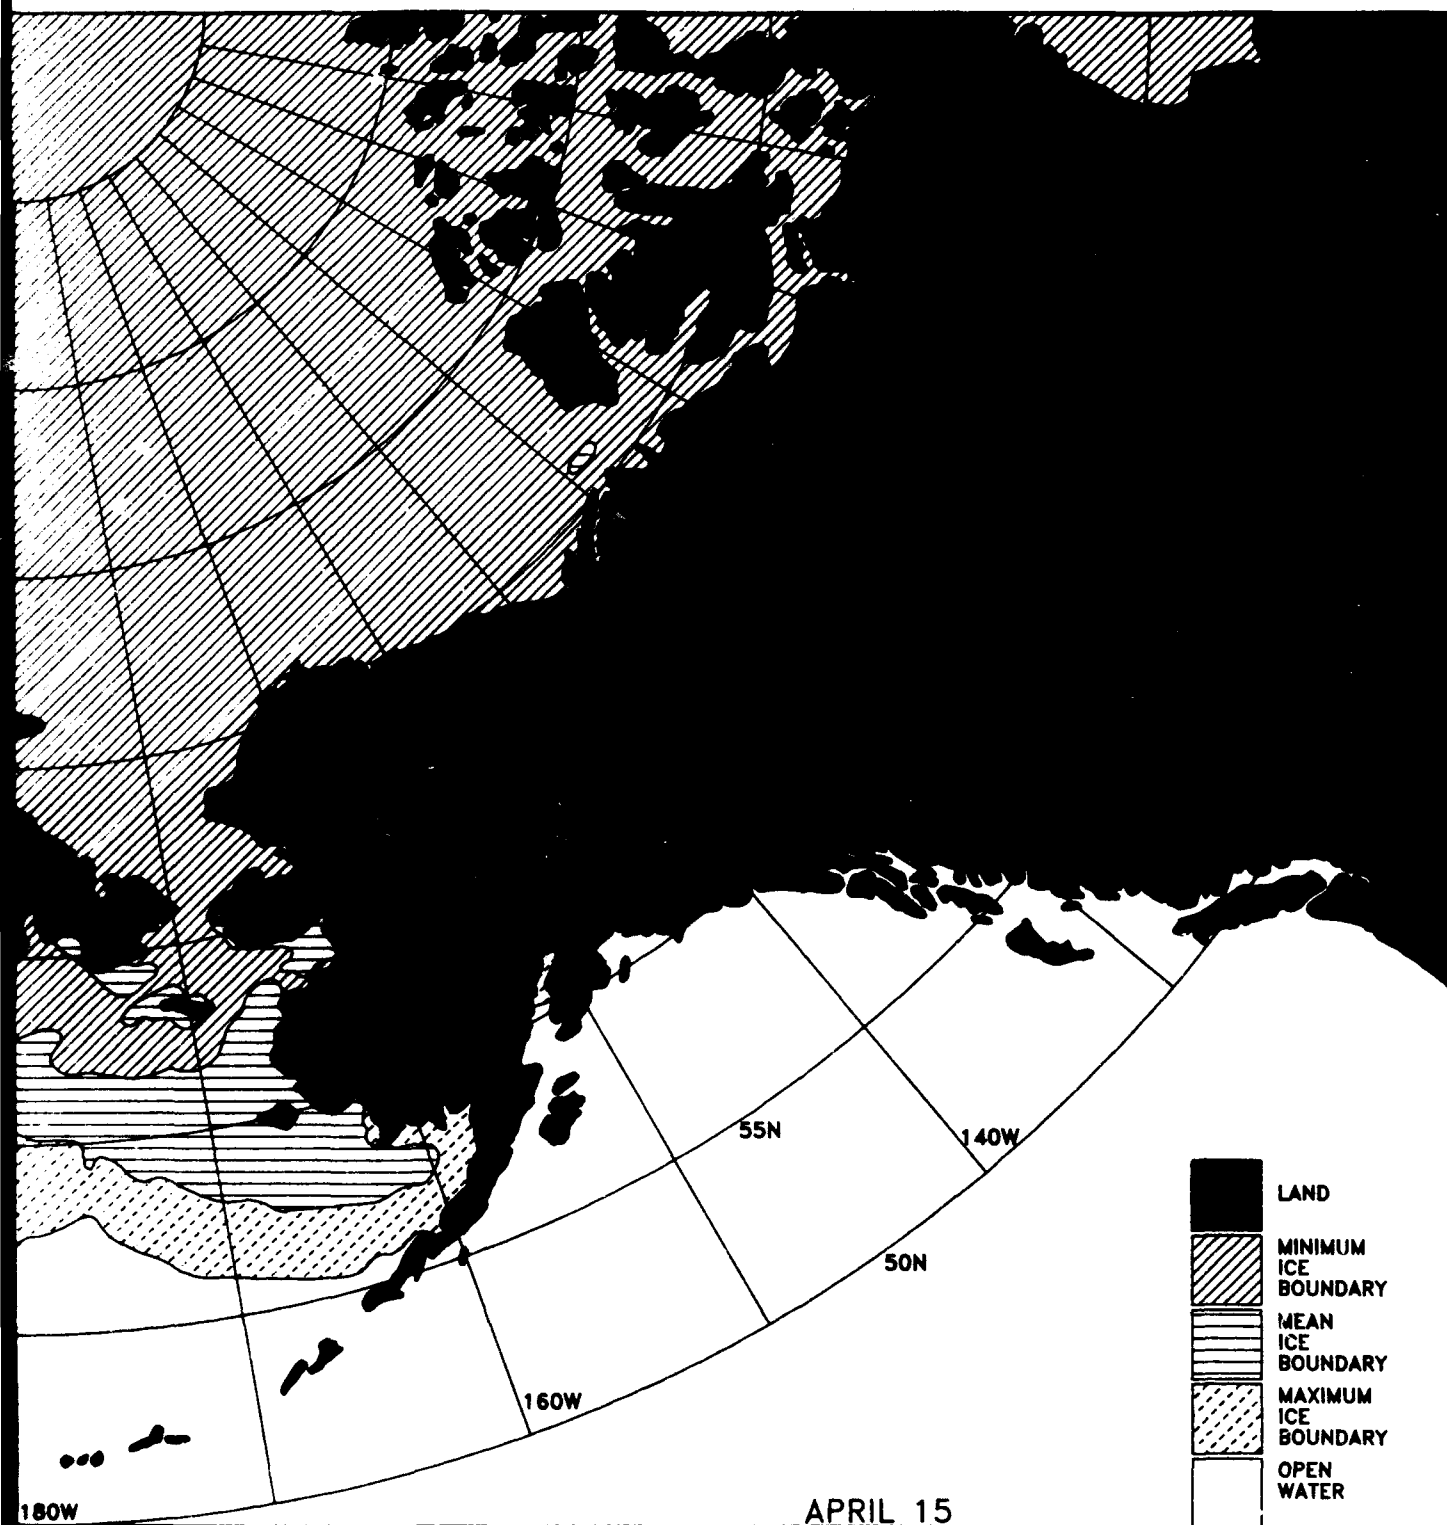 55N
140W
LAND
MINIMUM
ICE
BOUNDARY
50N
MEAN
ICE
BOUNDARY
160W
MAXIMUM
ICE
BOUNDARY
OPEN
WATER
180W
APRIL 15